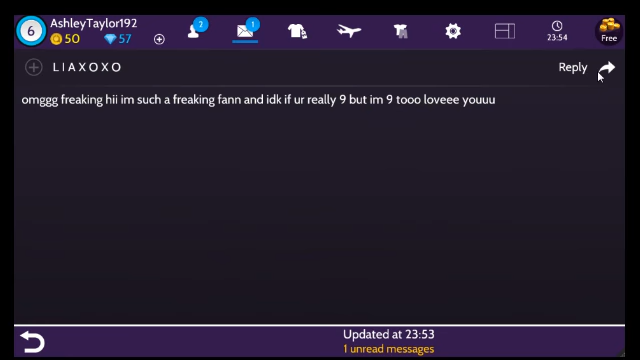 6
AshleyTaylor192
50
57
2
1
23:54
Free
L I A X O X O
Reply
omggg freaking hii im such a freaking fann and idk if ur really 9 but im 9 tooo loveee youuu
Updated at 23:53
1 unread messages